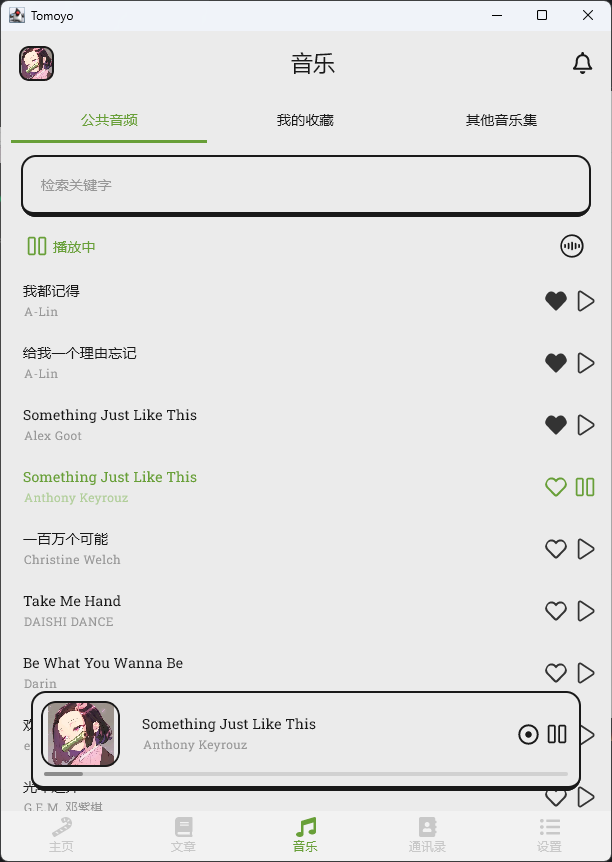 Tomoyo
音乐
公共音频
我的收藏
其他音乐集
检索关键字
播放中
我都记得
A-Lin
给我一个理由忘记
A-Lin
Something Just Like This
Alex Goot
Something Just Like This
Anthony Keyrouz
一百万个可能
Christine Welch
Take Me Hand
DAISHI DANCE
Be What You Wanna Be
Darin
Something Just Like This
Anthony Keyrouz
G.E.M. 邓紫棋
主页
文章
音乐
通讯录
设置